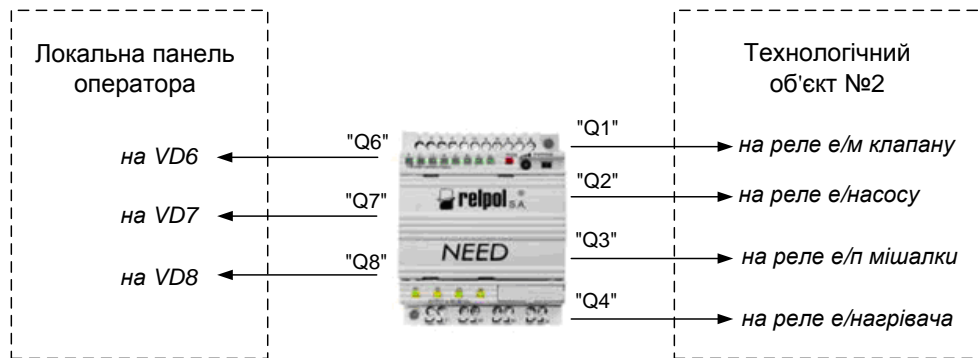 Локальна панель
оператора
на VD6
на VD7
на VD8
"Q6"
"Q7"
"Q8"
relpol S.A. ®
NEED
"Q1"
"Q2"
"Q3"
"Q4"
Технологічний
об'єкт №2
на реле е/м клапану
на реле е/насосу
на реле е/п мішалки
на реле е/нагрівача